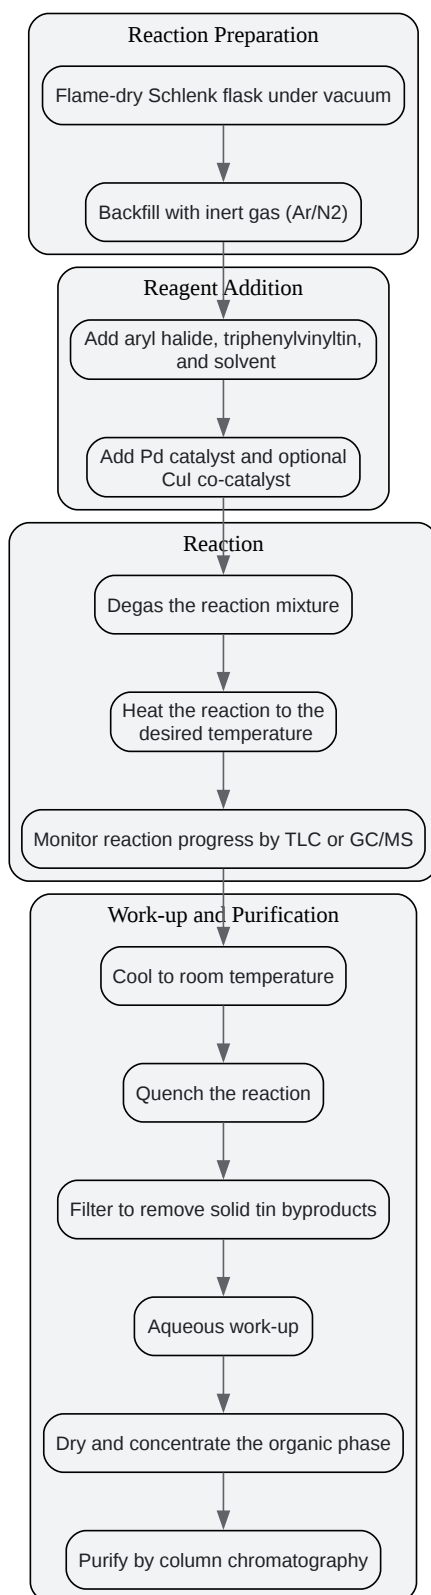 Reaction Preparation
Flame-dry Schlenk flask under vacuum
Backfill with inert gas (Ar/N2)
Reagent Addition
Add aryl halide, triphenylvinyltin,
and solvent
Add Pd catalyst and optional
CuI co-catalyst
Reaction
Degas the reaction mixture
Heat the reaction to the
desired temperature
Monitor reaction progress by TLC or GC/MS
Work-up and Purification
Cool to room temperature
Quench the reaction
Filter to remove solid tin byproducts
Aqueous work-up
Dry and concentrate the organic phase
Purify by column chromatography